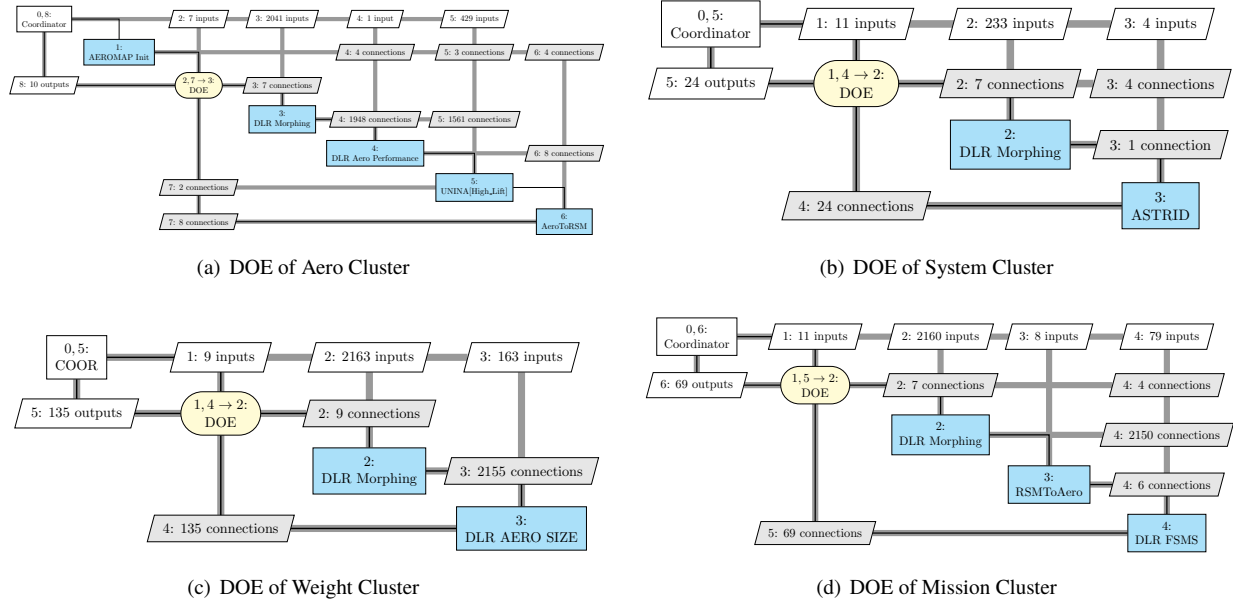 0, 8:
Coordinator
2: 7 inputs
3: 2041 inputs
4: 1 input
5: 429 inputs
1:
AEROMAP Init
4: 4 connections
5: 3 connections
6: 4 connections
8: 10 outputs
2, 7 → 3:
DOE
3: 7 connections
3:
DLR Morphing
4: 1948 connections
5: 1561 connections
4:
DLR Aero Performance
6: 8 connections
7: 2 connections
5:
UNINA[High_Lift]
7: 8 connections
6:
AeroToRSM
(a) DOE of Aero Cluster
0, 5:
Coordinator
1: 11 inputs
2: 233 inputs
3: 4 inputs
5: 24 outputs
1, 4 → 2:
DOE
2: 7 connections
3: 4 connections
2:
DLR Morphing
3: 1 connection
4: 24 connections
3:
ASTRID
(b) DOE of System Cluster
0, 5:
COOR
1: 9 inputs
2: 2163 inputs
3: 163 inputs
5: 135 outputs
1, 4 → 2:
DOE
2: 9 connections
2:
DLR Morphing
3: 2155 connections
4: 135 connections
3:
DLR AERO SIZE
(c) DOE of Weight Cluster
0, 6:
Coordinator
1: 11 inputs
2: 2160 inputs
3: 8 inputs
4: 79 inputs
6: 69 outputs
1, 5 → 2:
DOE
2: 7 connections
4: 4 connections
2:
DLR Morphing
4: 2150 connections
3:
RSMToAero
4: 6 connections
5: 69 connections
4:
DLR FSMS
(d) DOE of Mission Cluster